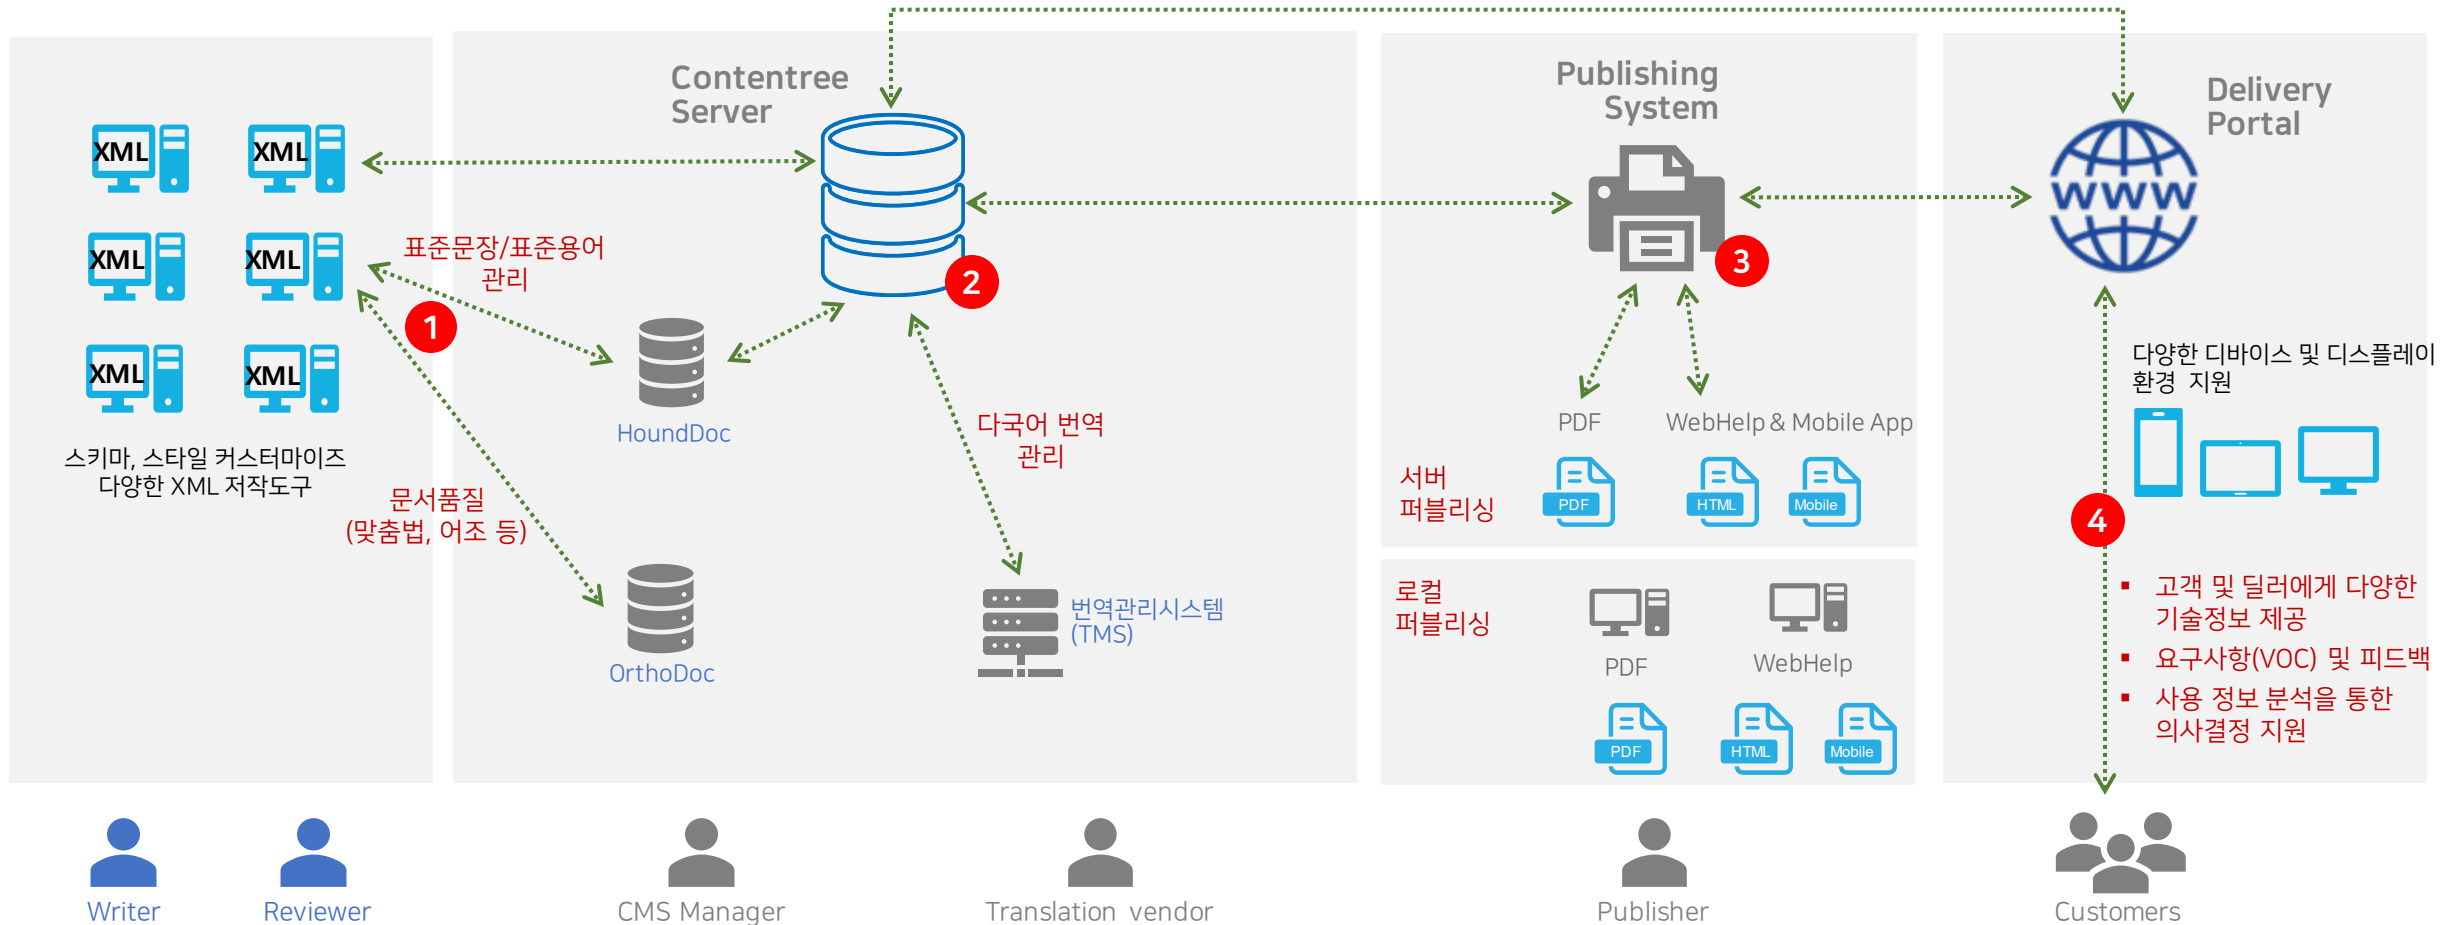 XML
XML
XML
XML
XML
XML
스키마, 스타일 커스터마이즈
다양한 XML 저작도구
Contentree
Server
표준문장/표준용어
관리
1
2
HoundDoc
문서품질
(맞춤법, 어조 등)
OrthoDoc
다국어 번역
관리
번역관리시스템
(TMS)
Publishing
System
3
PDF
WebHelp & Mobile App
서버
퍼블리싱
PDF
HTML
Mobile
로컬
퍼블리싱
PDF
WebHelp
PDF
HTML
Mobile
Delivery
Portal
www
다양한 디바이스 및 디스플레이
환경 지원
4
▪ 고객 및 딜러에게 다양한
기술정보 제공
▪ 요구사항(VOC) 및 피드백
▪ 사용 정보 분석을 통한
의사결정 지원
Writer
Reviewer
CMS Manager
Translation vendor
Publisher
Customers